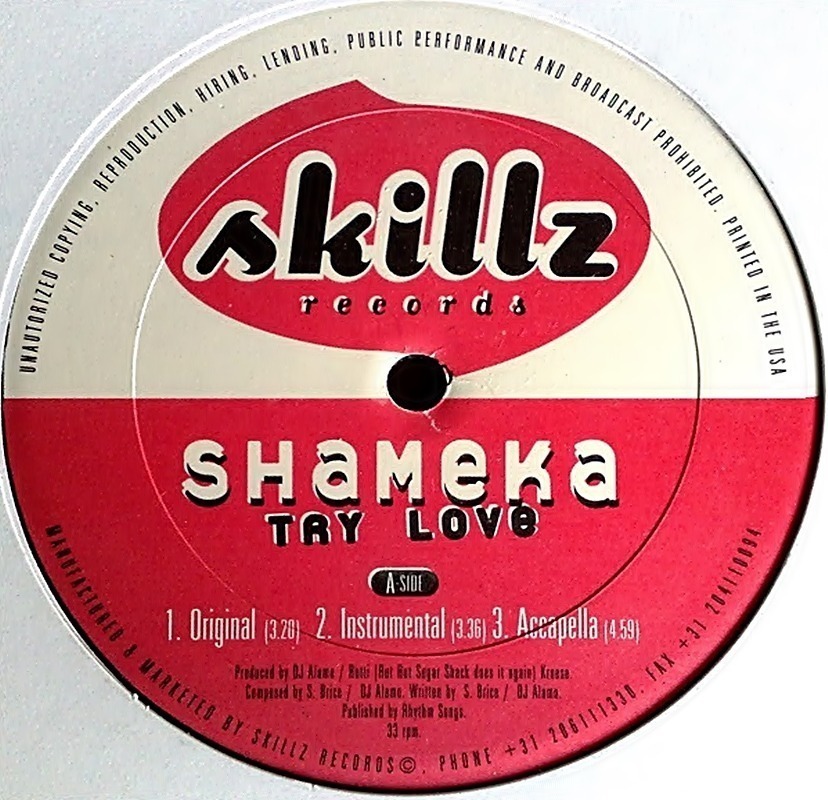 UNAUTORIZED COPYING, REPRODUCTION, HIRING, LENDING, PUBLIC PERFORMANCE AND BROADCAST PROHIBITED. PRINTED IN THE USA
skillz
records
SHaMeKa
TRY LOVe
A-SIDE
1. Original (3.28) 2. Instrumental (3.36) 3. Accapella (4.59)
Produced by DJ Alamo / Rutti (But But Sugar Shack does it again) Kroese.
Composed by S. Brice / DJ Alamo. Written by S. Brice / DJ Alamo.
Published by Rhythm Songs.
33 rpm.
MANUFACTURED & MARKETED BY SKILLZ RECORDS©. PHONE +31 206111330. FAX +31 204110094